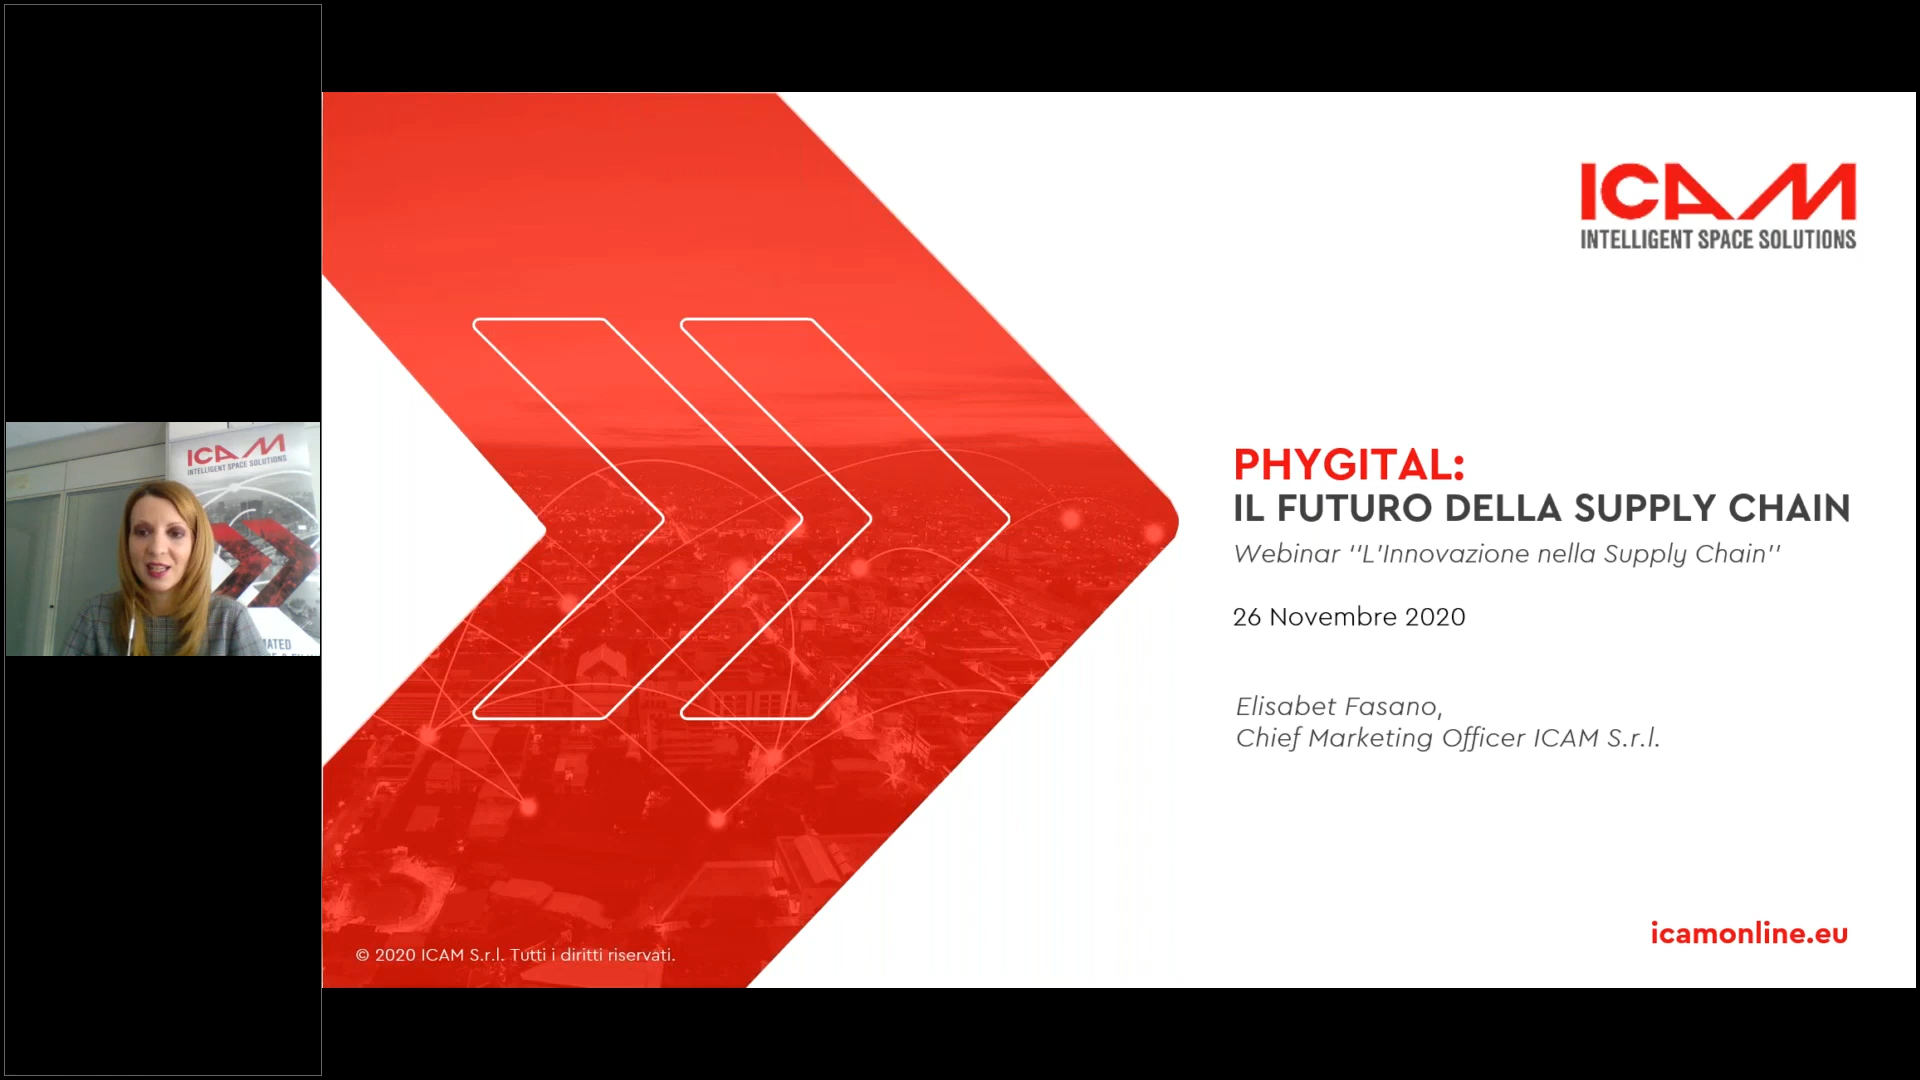 ICAM
INTELLIGENT SPACE SOLUTIONS
PHYGITAL:
IL FUTURO DELLA SUPPLY CHAIN
Webinar ''L'Innovazione nella Supply Chain''
26 Novembre 2020
Elisabet Fasano,
Chief Marketing Officer ICAM S.r.l.
icamonline.eu
© 2020 ICAM S.r.l. Tutti i diritti riservati.
ICAM
INTELLIGENT SPACE SOLUTIONS